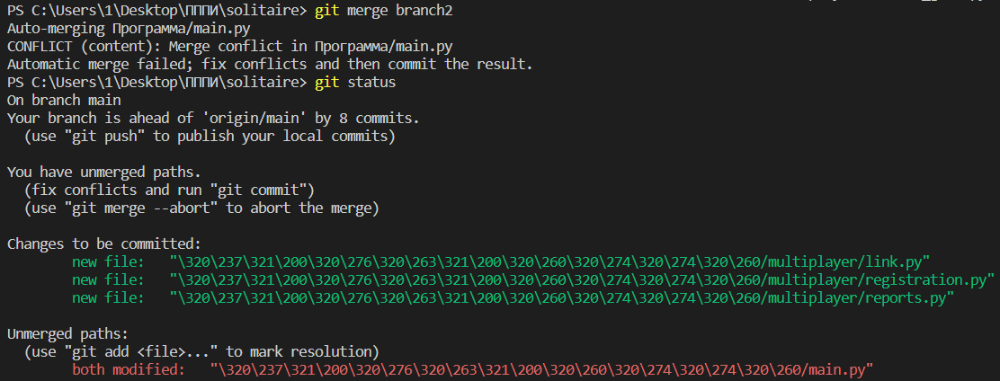 PS C:\Users\1\Desktop\ПППИ\solitaire> git merge branch2
Auto-merging Программа/main.py
CONFLICT (content): Merge conflict in Программа/main.py
Automatic merge failed; fix conflicts and then commit the result.
PS C:\Users\1\Desktop\ПППИ\solitaire> git status
On branch main
Your branch is ahead of 'origin/main' by 8 commits.
(use "git push" to publish your local commits)
You have unmerged paths.
(fix conflicts and run "git commit")
(use "git merge --abort" to abort the merge)
Changes to be committed:
new file: "\320\237\321\200\320\276\320\263\321\200\320\260\320\274\320\274\320\260/multiplayer/link.py"
new file: "\320\237\321\200\320\276\320\263\321\200\320\260\320\274\320\274\320\260/multiplayer/registration.py"
new file: "\320\237\321\200\320\276\320\263\321\200\320\260\320\274\320\274\320\260/multiplayer/reports.py"
Unmerged paths:
(use "git add <file>..." to mark resolution)
both modified: "\320\237\321\200\320\276\320\263\321\200\320\260\320\274\320\274\320\260/main.py"